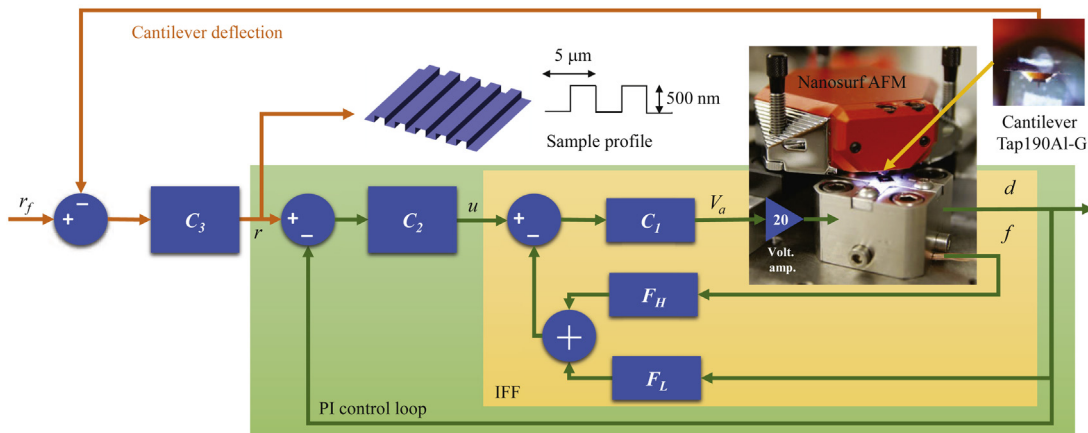 Cantilever deflection
5 μm
500 nm
Sample profile
Nanosurf AFM
Cantilever
Tap190Al-G
r_f
+
−
C_3
r
+
−
C_2
u
+
−
C_1
V_a
20
Volt.
amp.
d
f
F_H
+
F_L
IFF
PI control loop